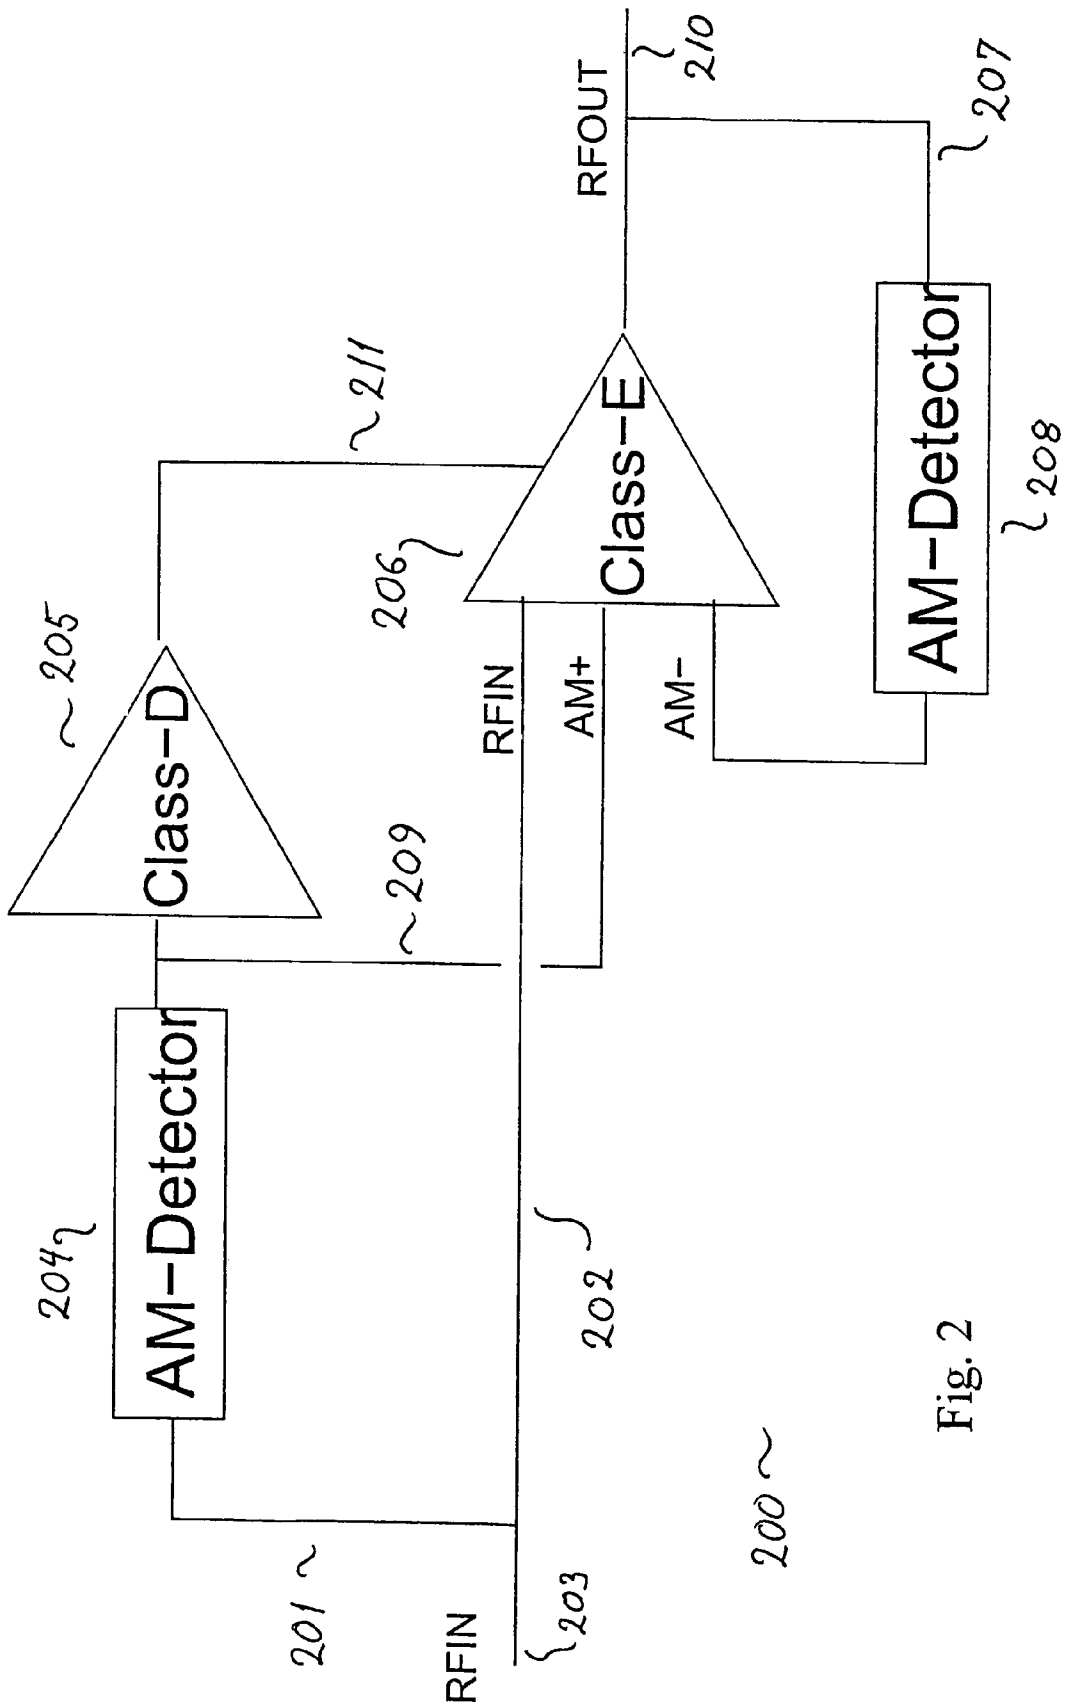 204
AM-Detector
205
Class-D
201
209
211
RFIN
203
202
206
RFIN
AM+
AM-
Class-E
RFOUT
210
207
AM-Detector
208
200
Fig. 2